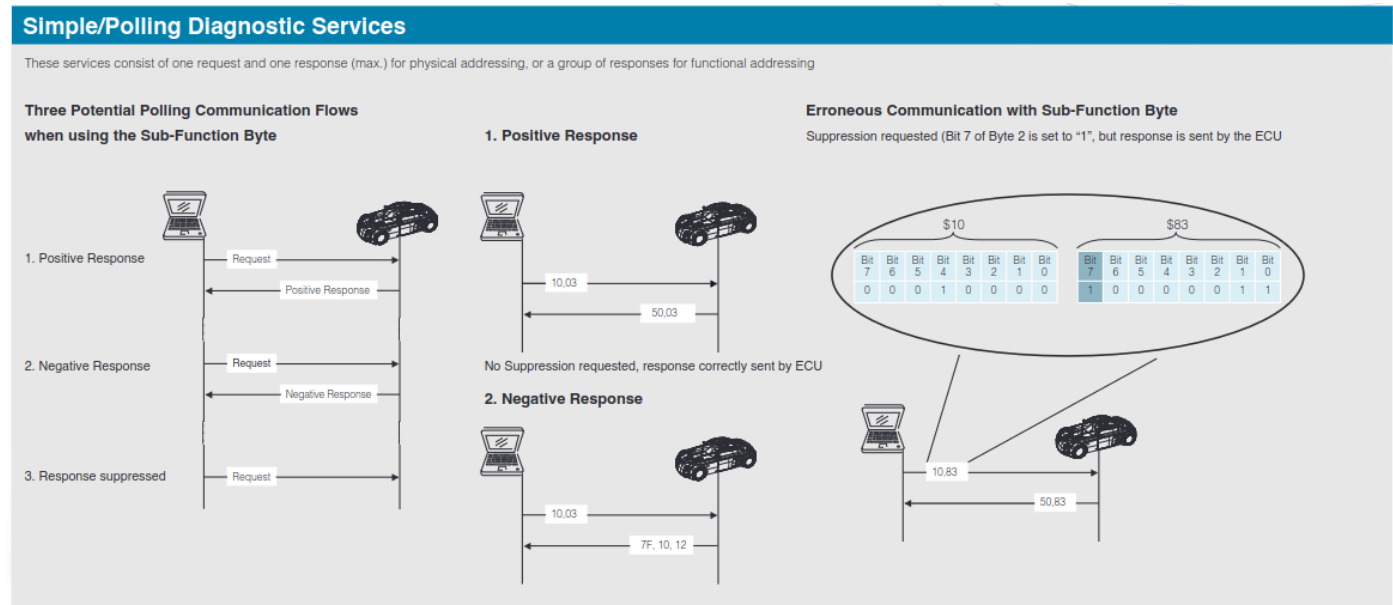 Simple/Polling Diagnostic Services
These services consist of one request and one response (max.) for physical addressing, or a group of responses for functional addressing
Three Potential Polling Communication Flows
when using the Sub-Function Byte
1. Positive Response
Request
Positive Response
2. Negative Response
Request
Negative Response
3. Response suppressed
Request
1. Positive Response
10,03
50,03
No Suppression requested, response correctly sent by ECU
2. Negative Response
10,03
7F, 10, 12
Erroneous Communication with Sub-Function Byte
Suppression requested (Bit 7 of Byte 2 is set to “1”, but response is sent by the ECU
$10
Bit Bit Bit Bit Bit Bit Bit Bit
7 6 5 4 3 2 1 0
0 0 0 1 0 0 0 0
$83
Bit Bit Bit Bit Bit Bit Bit Bit
7 6 5 4 3 2 1 0
1 0 0 0 0 0 1 1
10,83
50,83